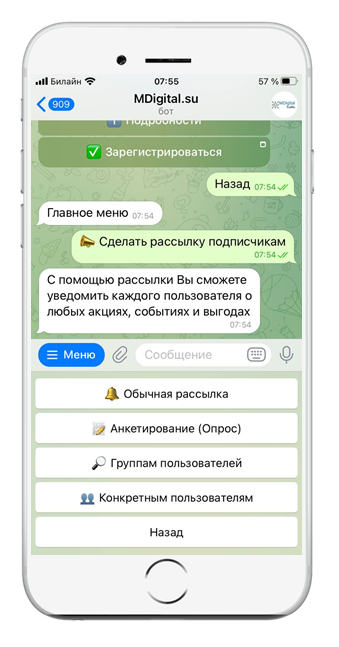 Билайн 07:55 57 %
909 MDigital.su
бот
MDigital
Подробности
✅ Зарегистрироваться
Назад 07:54
Главное меню 07:54
📣 Сделать рассылку подписчикам
07:54
С помощью рассылки Вы сможете
уведомить каждого пользователя о
любых акциях, событиях и выгодах
07:54
Меню Сообщение
🔔 Обычная рассылка
📝 Анкетирование (Опрос)
🔎 Группам пользователей
👥 Конкретным пользователям
Назад